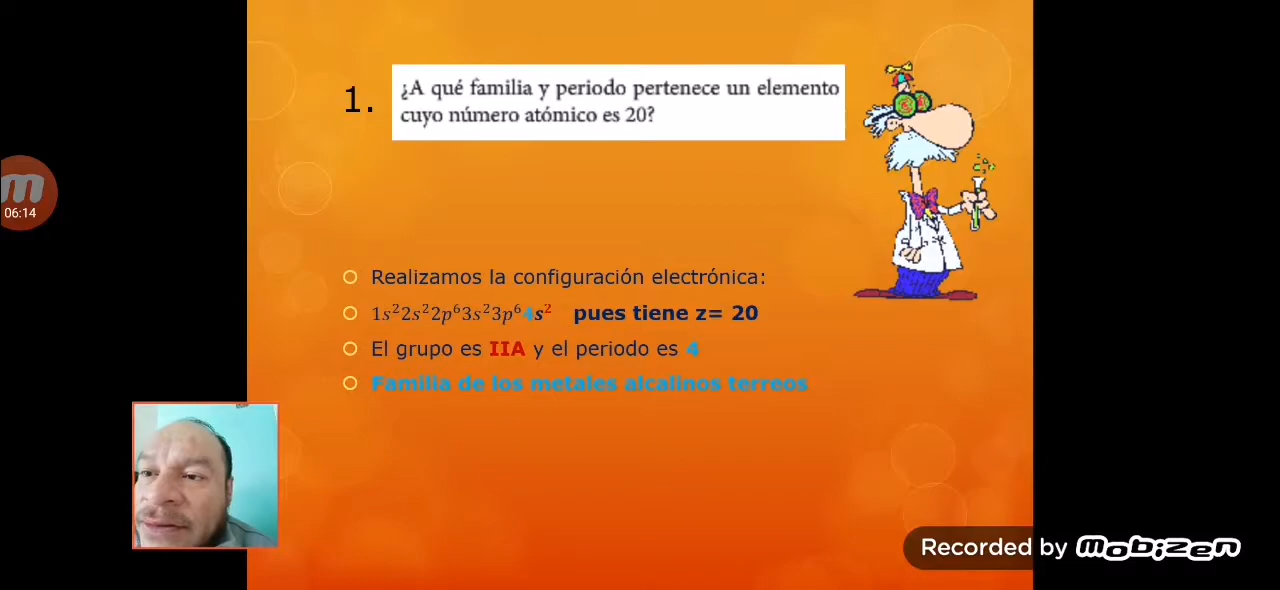 1.
¿A qué familia y periodo pertenece un elemento
cuyo número atómico es 20?
m
06:14
Realizamos la configuración electrónica:
1s²2s²2p⁶3s²3p⁶4s² pues tiene z= 20
El grupo es IIA y el periodo es 4
Familia de los metales alcalinos terreos
Recorded by mobizen